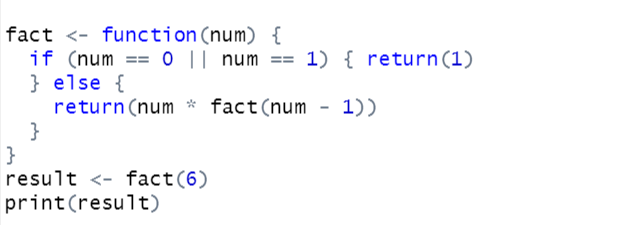 fact <- function(num) {
  if (num == 0 || num == 1) { return(1)
  } else {
    return(num * fact(num - 1))
  }
}
result <- fact(6)
print(result)